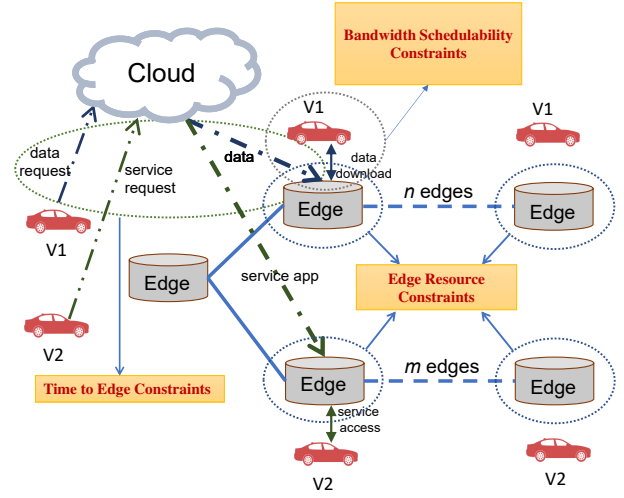 Bandwidth Schedulability
Constraints
Cloud
V1
V1
data
request
service
request
data
data
download
Edge
n edges
Edge
V1
Edge
service app
Edge Resource
Constraints
V2
Time to Edge Constraints
Edge
m edges
Edge
service
access
V2
V2